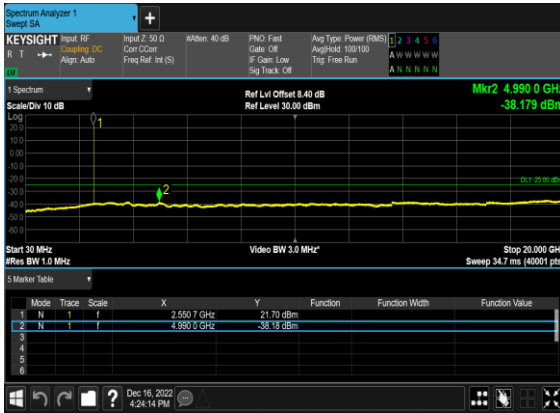 Spectrum Analyzer 1
Swept SA
+
KEYSIGHT Input: RF Input Z: 50 Ω #Atten: 40 dB PNO: Fast Avg Type: Power (RMS) 1 2 3 4 5 6
R T Coupling: DC Corr CCorr Gate: Off Avg|Hold: 100/100 A W W W W W
Align: Auto Freq Ref: Int (S) IF Gain: Low Trig: Free Run
Sig Track: Off A N N N N N
1 Spectrum Ref Lvl Offset 8.40 dB Mkr2 4.990 0 GHz
Scale/Div 10 dB Ref Level 30.00 dBm -38.179 dBm
Log
20.0
10.0
0.00
-10.0
-20.0
-30.0
-40.0
-50.0
-60.0
1
2
DL1 -25.00 dBm
Start 30 MHz Video BW 3.0 MHz* Stop 20.000 GHz
#Res BW 1.0 MHz Sweep 34.7 ms (40001 pts)
5 Marker Table
Mode Trace Scale X Y Function Function Width Function Value
1 N 1 f 2.550 7 GHz 21.70 dBm
2 N 1 f 4.990 0 GHz -38.18 dBm
3
4
5
6
? Dec 16, 2022
4:24:14 PM